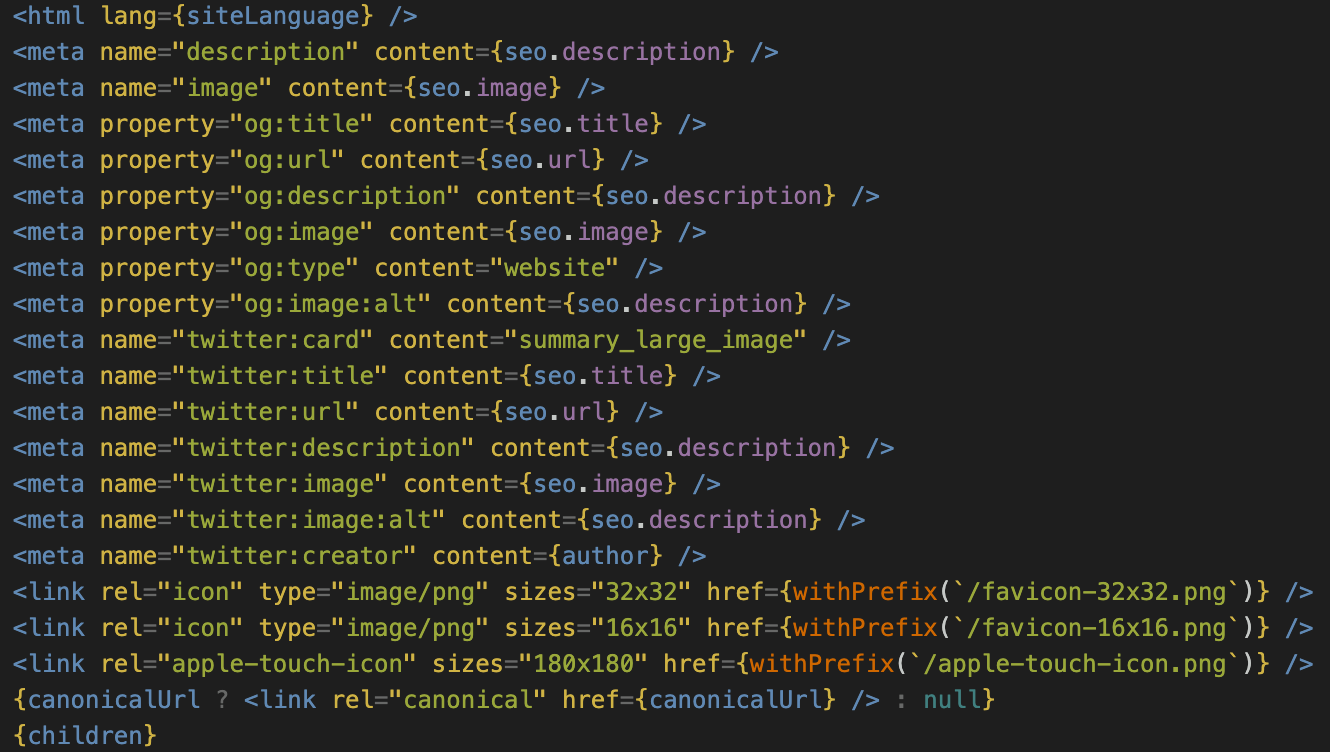 <html lang={siteLanguage} />
<meta name="description" content={seo.description} />
<meta name="image" content={seo.image} />
<meta property="og:title" content={seo.title} />
<meta property="og:url" content={seo.url} />
<meta property="og:description" content={seo.description} />
<meta property="og:image" content={seo.image} />
<meta property="og:type" content="website" />
<meta property="og:image:alt" content={seo.description} />
<meta name="twitter:card" content="summary_large_image" />
<meta name="twitter:title" content={seo.title} />
<meta name="twitter:url" content={seo.url} />
<meta name="twitter:description" content={seo.description} />
<meta name="twitter:image" content={seo.image} />
<meta name="twitter:image:alt" content={seo.description} />
<meta name="twitter:creator" content={author} />
<link rel="icon" type="image/png" sizes="32x32" href={withPrefix(`/favicon-32x32.png`)} />
<link rel="icon" type="image/png" sizes="16x16" href={withPrefix(`/favicon-16x16.png`)} />
<link rel="apple-touch-icon" sizes="180x180" href={withPrefix(`/apple-touch-icon.png`)} />
{canonicalUrl ? <link rel="canonical" href={canonicalUrl} /> : null}
{children}